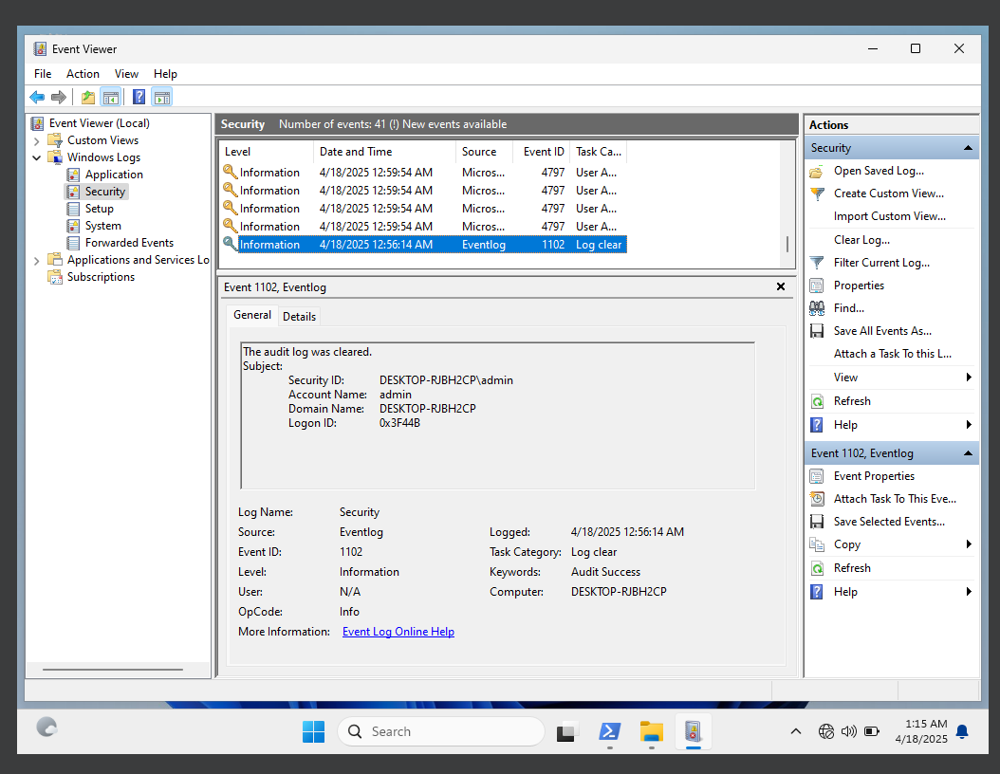 Event Viewer
File Action View Help
Event Viewer (Local)
Custom Views
Windows Logs
Application
Security
Setup
System
Forwarded Events
Applications and Services Lo
Subscriptions
Security Number of events: 41 (!) New events available
Level Date and Time Source Event ID Task Ca...
Information 4/18/2025 12:59:54 AM Micros... 4797 User A...
Information 4/18/2025 12:59:54 AM Micros... 4797 User A...
Information 4/18/2025 12:59:54 AM Micros... 4797 User A...
Information 4/18/2025 12:59:54 AM Micros... 4797 User A...
Information 4/18/2025 12:56:14 AM Eventlog 1102 Log clear
Event 1102, Eventlog
General Details
The audit log was cleared.
Subject:
Security ID: DESKTOP-RJBH2CP\admin
Account Name: admin
Domain Name: DESKTOP-RJBH2CP
Logon ID: 0x3F44B
Log Name: Security
Source: Eventlog Logged: 4/18/2025 12:56:14 AM
Event ID: 1102 Task Category: Log clear
Level: Information Keywords: Audit Success
User: N/A Computer: DESKTOP-RJBH2CP
OpCode: Info
More Information: Event Log Online Help
Actions
Security
Open Saved Log...
Create Custom View...
Import Custom View...
Clear Log...
Filter Current Log...
Properties
Find...
Save All Events As...
Attach a Task To this L...
View
Refresh
Help
Event 1102, Eventlog
Event Properties
Attach Task To This Eve...
Save Selected Events...
Copy
Refresh
Help
Search
1:15 AM
4/18/2025